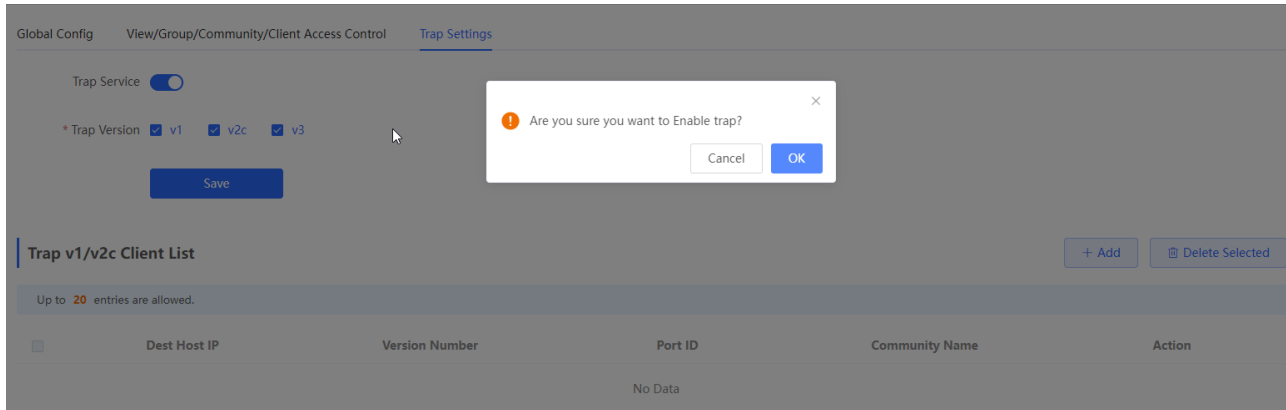 Global Config View/Group/Community/Client Access Control Trap Settings
Trap Service
* Trap Version v1 v2c v3
Save
Are you sure you want to Enable trap?
Cancel OK
Trap v1/v2c Client List
+ Add Delete Selected
Up to 20 entries are allowed.
Dest Host IP Version Number Port ID Community Name Action
No Data